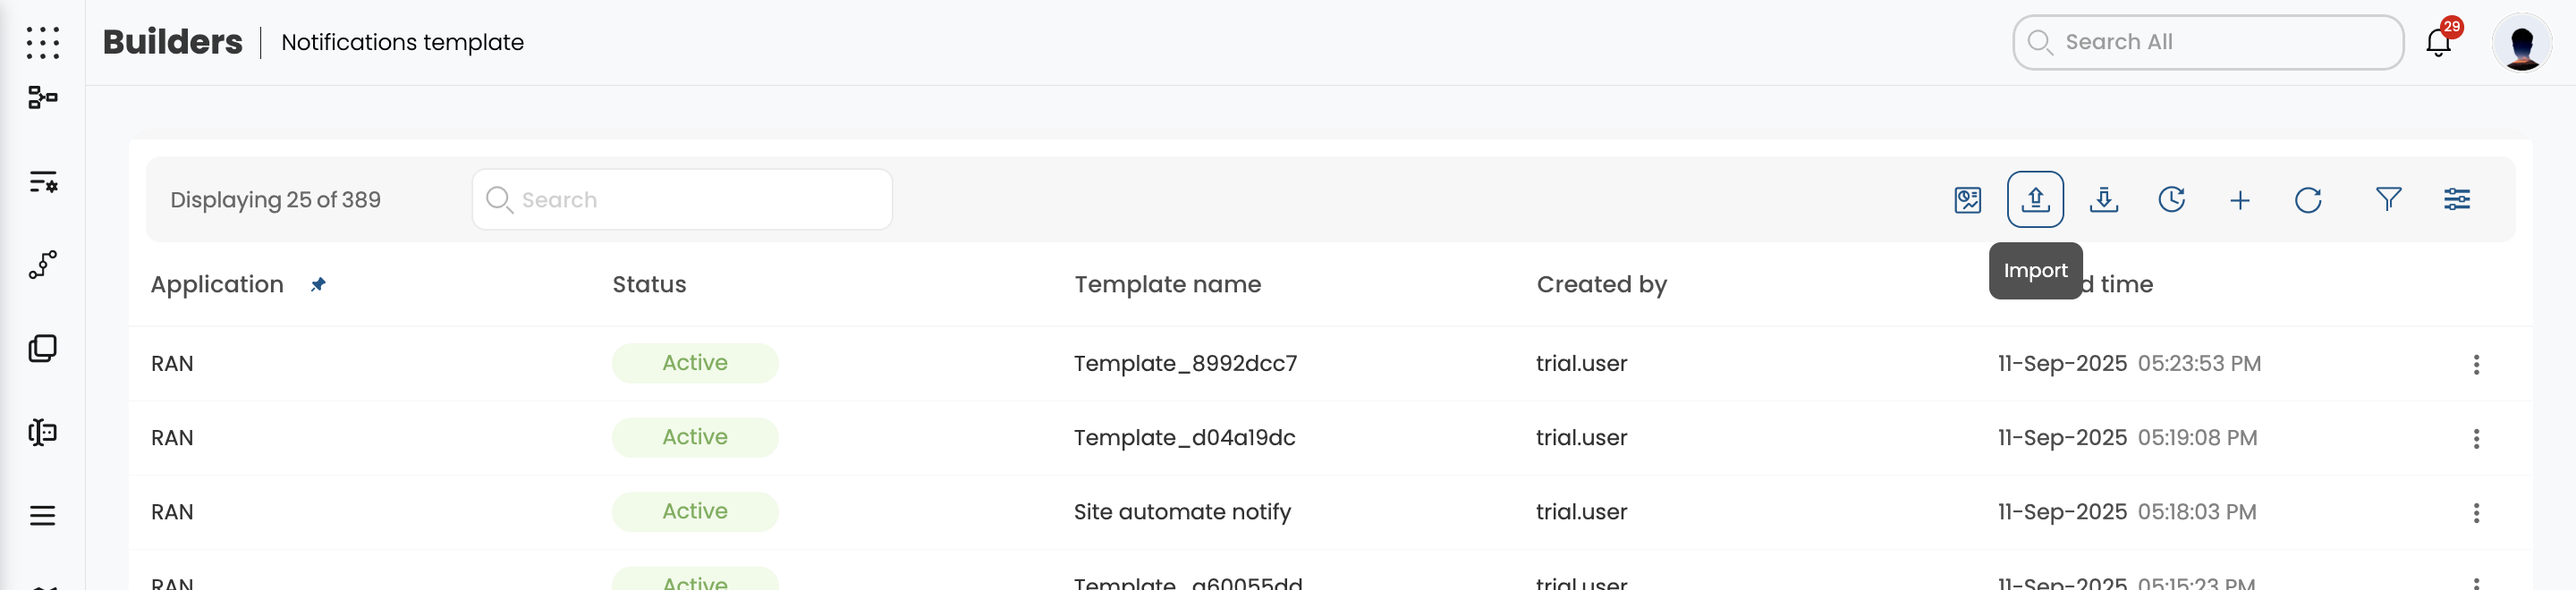 Builders | Notifications template
Search All
29
Displaying 25 of 389
Search
Import
Application Status Template name Created by d time
RAN Active Template_8992dcc7 trial.user 11-Sep-2025 05:23:53 PM
RAN Active Template_d04a19dc trial.user 11-Sep-2025 05:19:08 PM
RAN Active Site automate notify trial.user 11-Sep-2025 05:18:03 PM
RAN Active Template_a60055dd trial.user 11-Sep-2025 05:15:23 PM